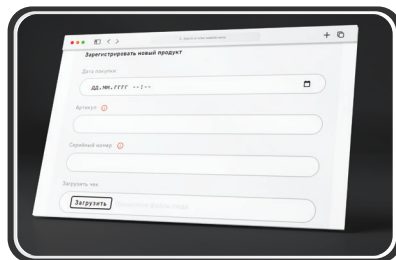 Зарегистрировать новый продукт
Дата покупки
ДД.ММ.ГГГГ --:--
Артикул
Серийный номер
Загрузить чек
Загрузить